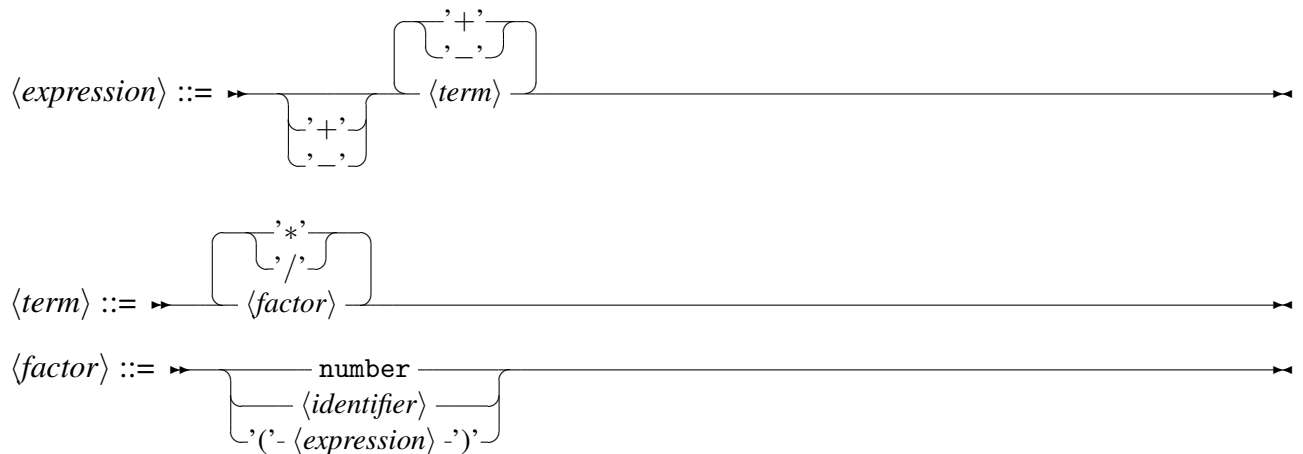 '+'
'_'
⟨expression⟩ ::= ⟨term⟩
'+'
'_'
'*'
'/'
⟨term⟩ ::= ⟨factor⟩
⟨factor⟩ ::= number
⟨identifier⟩
'('- ⟨expression⟩ -')'